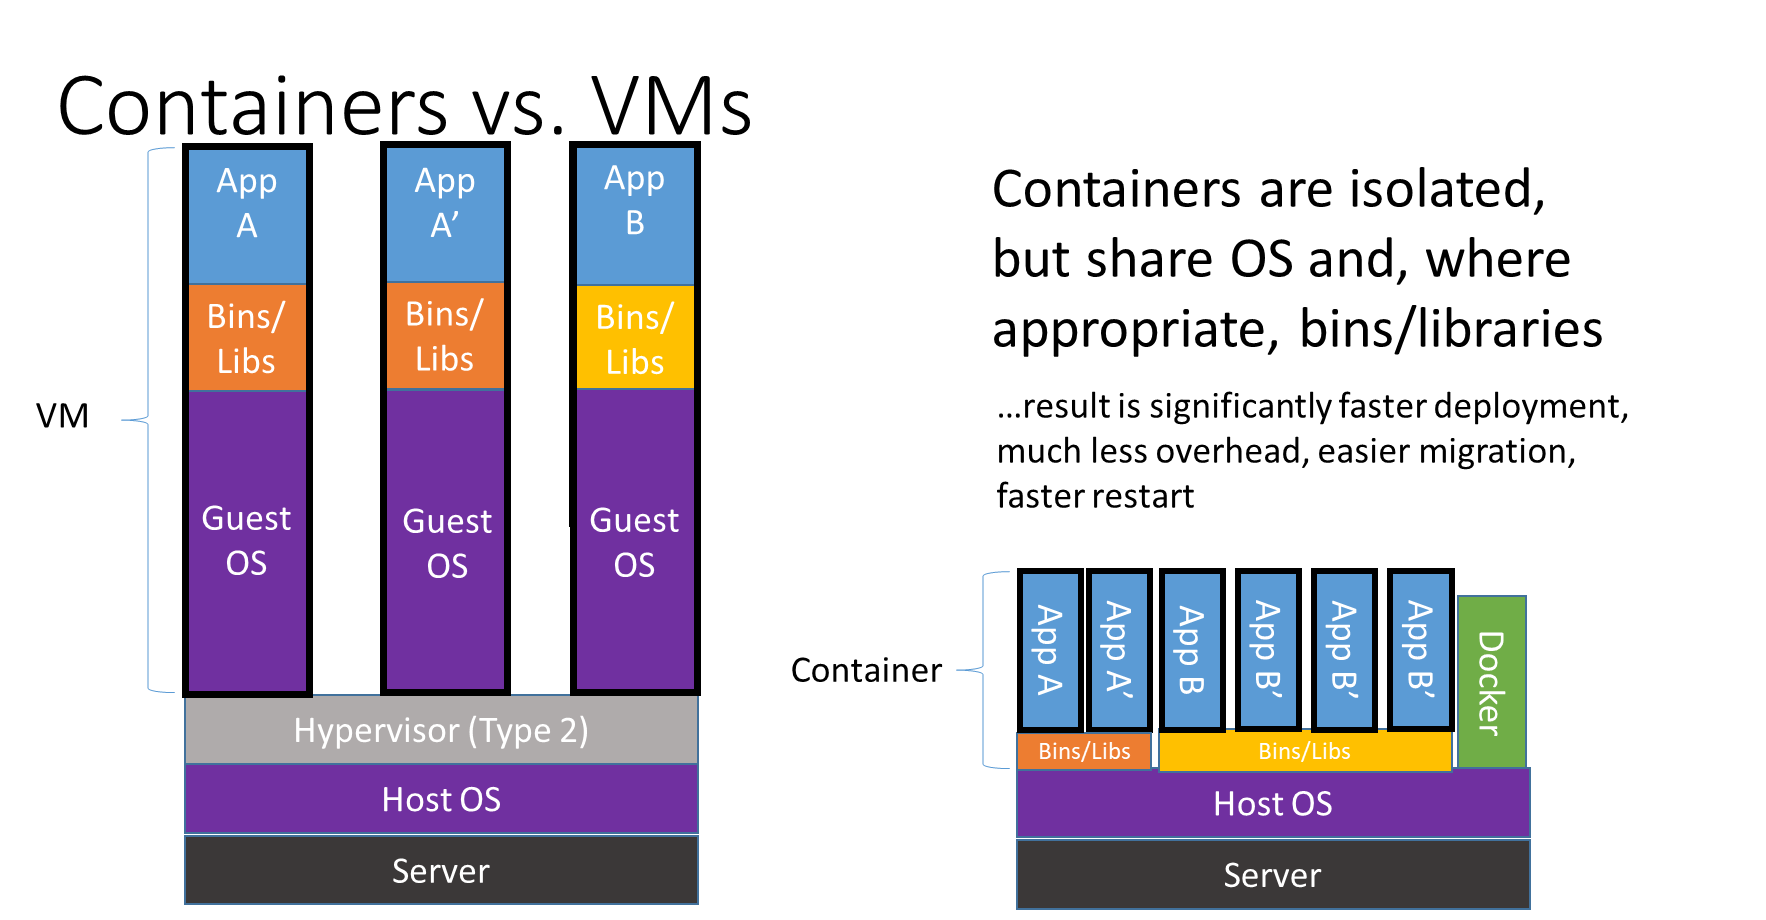 Containers vs. VMs
VM
App
A
Bins/
Libs
Guest
OS
App
A’
Bins/
Libs
Guest
OS
App
B
Bins/
Libs
Guest
OS
Hypervisor (Type 2)
Host OS
Server
Containers are isolated,
but share OS and, where
appropriate, bins/libraries
…result is significantly faster deployment,
much less overhead, easier migration,
faster restart
Container
App A
App A’
App B
App B’
App B’
App B’
Docker
Bins/Libs
Bins/Libs
Host OS
Server